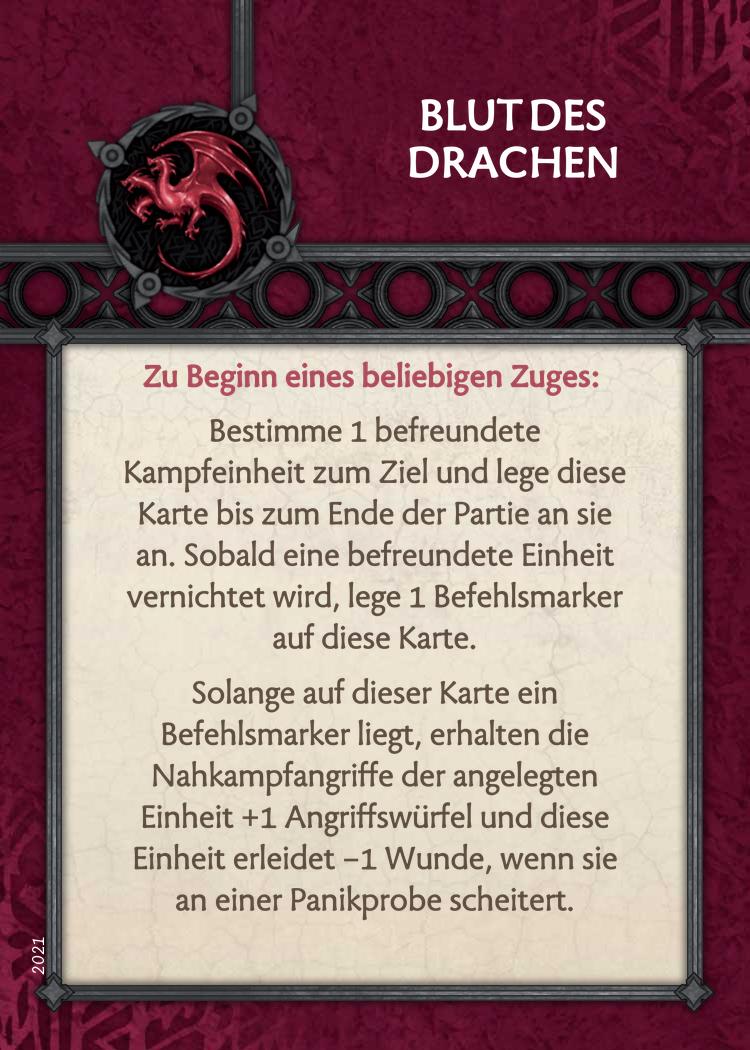 BLUT DES
DRACHEN
Zu Beginn eines beliebigen Zuges:
Bestimme 1 befreundete
Kampfeinheit zum Ziel und lege diese
Karte bis zum Ende der Partie an sie
an. Sobald eine befreundete Einheit
vernichtet wird, lege 1 Befehlsmarker
auf diese Karte.
Solange auf dieser Karte ein
Befehlsmarker liegt, erhalten die
Nahkampfangriffe der angelegten
Einheit +1 Angriffswürfel und diese
Einheit erleidet –1 Wunde, wenn sie
an einer Panikprobe scheitert.
2021